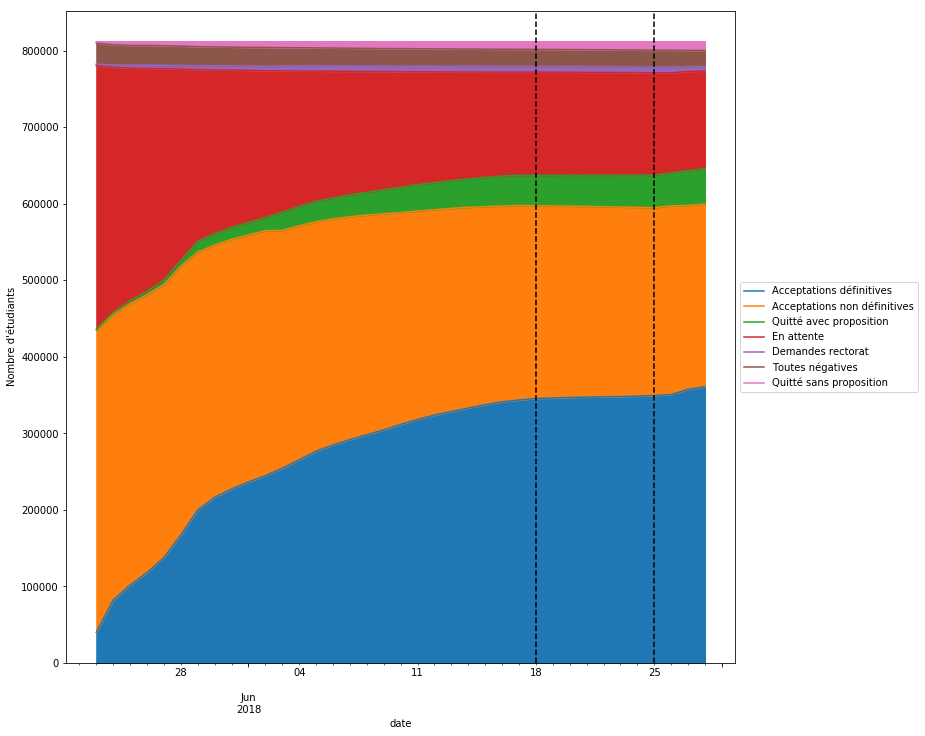 800000
700000
600000
500000
400000
300000
200000
100000
0
Nombre d'étudiants
28
04
11
18
25
Jun
2018
date
Acceptations définitives
Acceptations non définitives
Quitté avec proposition
En attente
Demandes rectorat
Toutes négatives
Quitté sans proposition